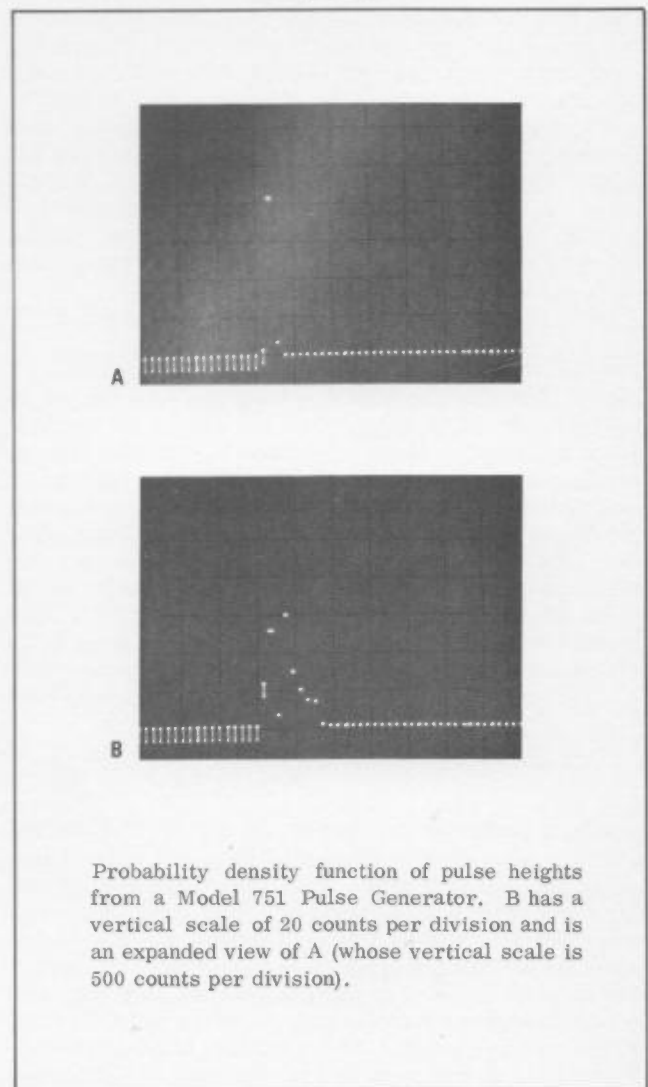 A
B
Probability density function of pulse heights
from a Model 751 Pulse Generator. B has a
vertical scale of 20 counts per division and is
an expanded view of A (whose vertical scale is
500 counts per division).